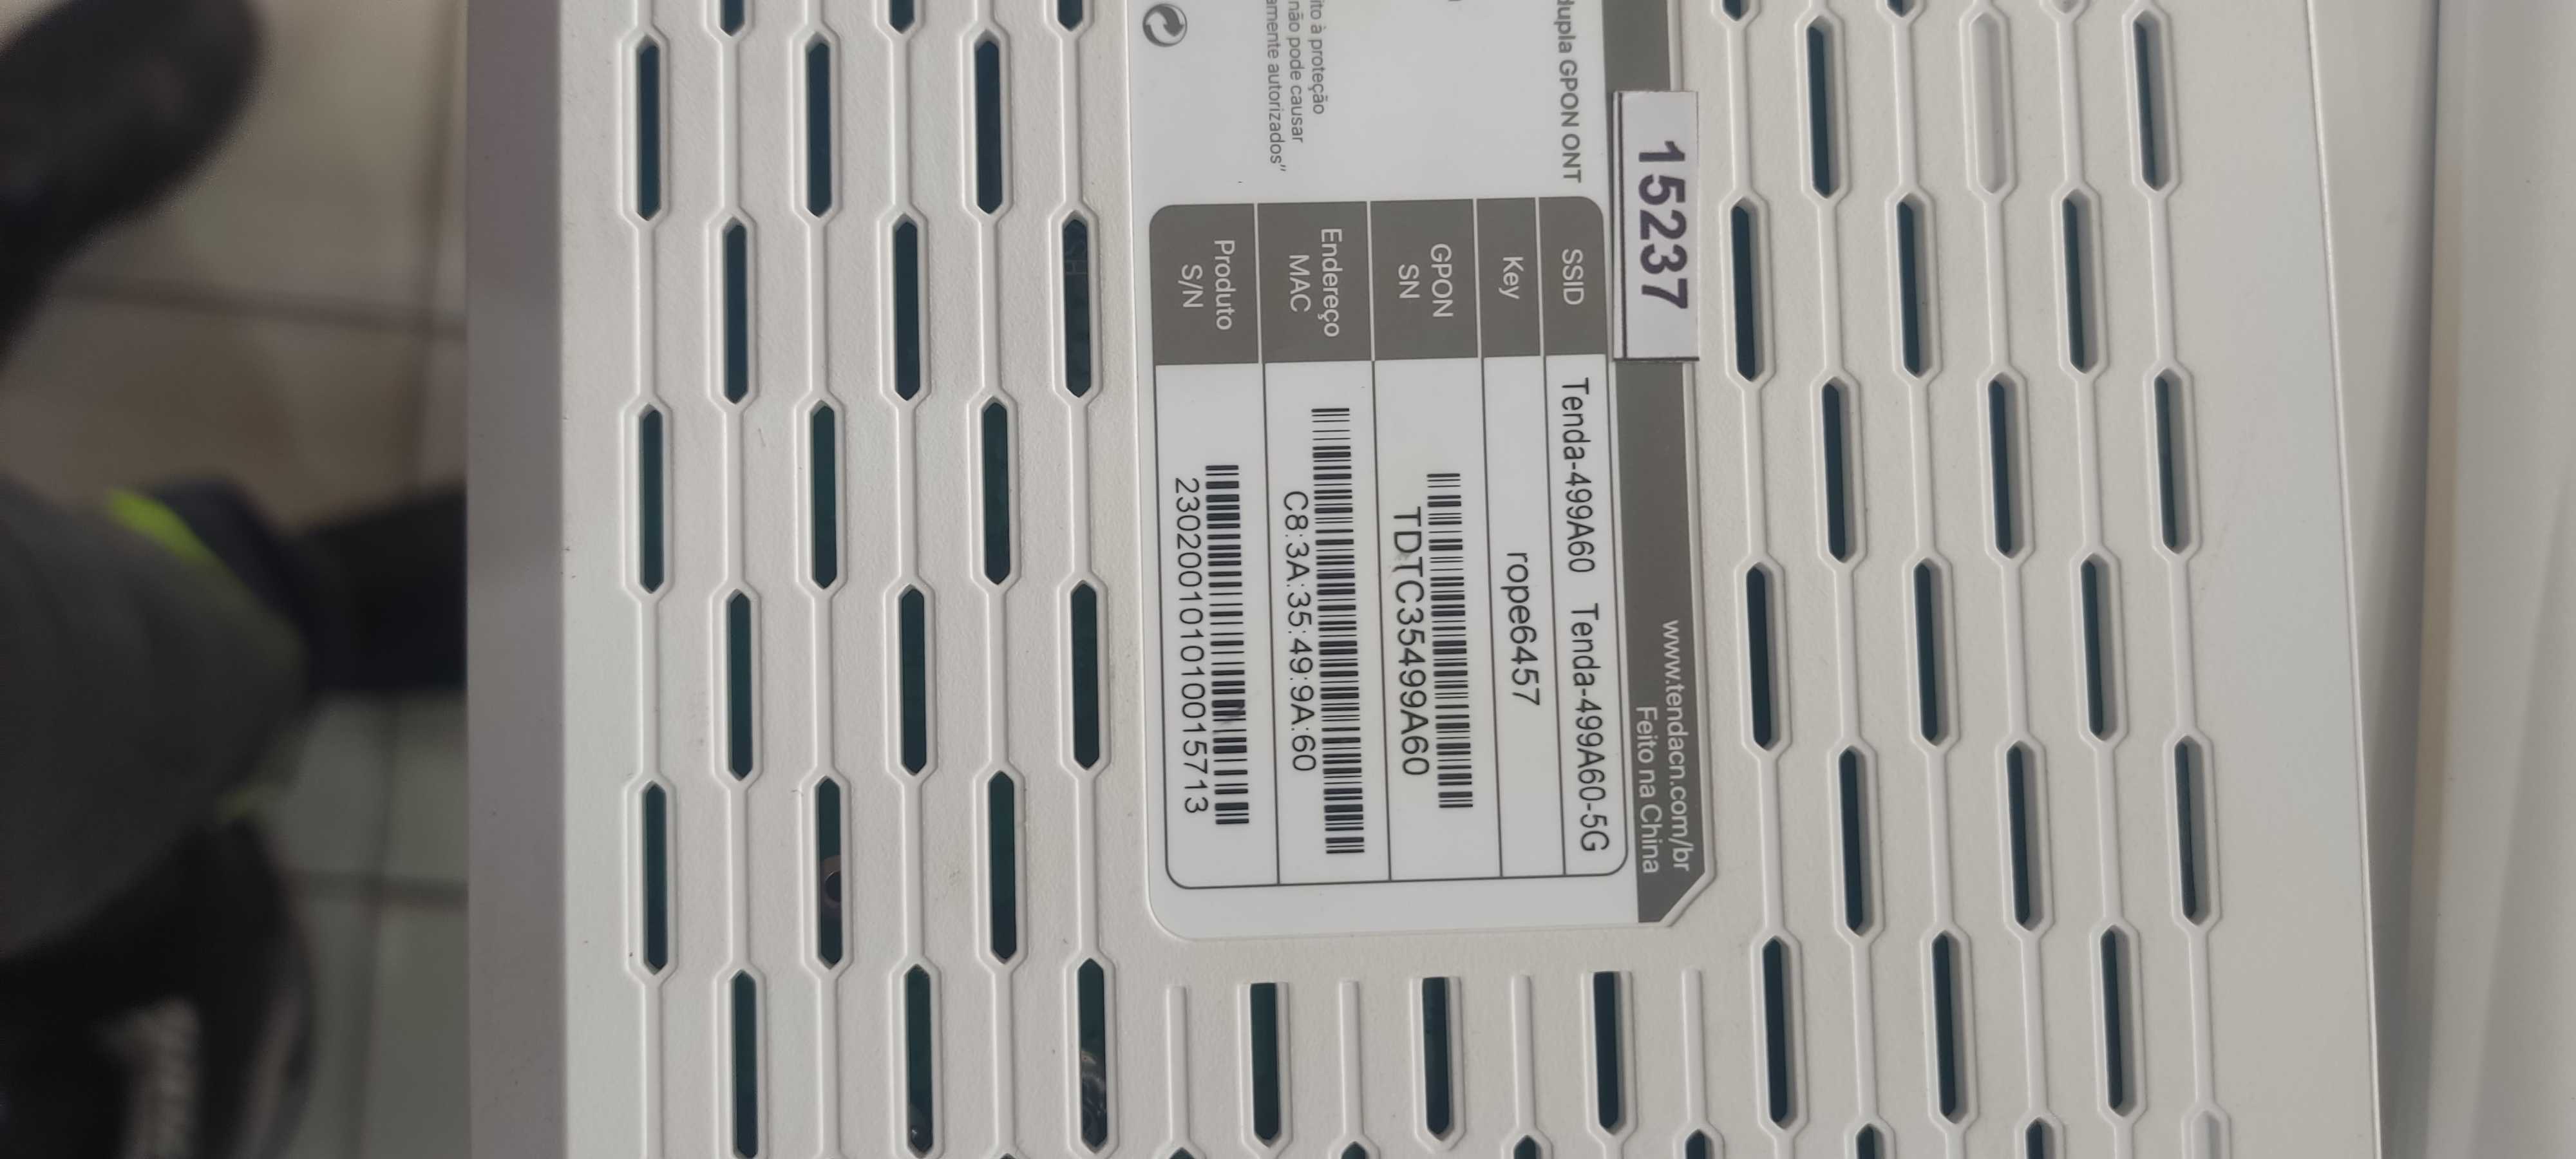 dupla GPON ONT
ito à proteção
não pode causar
amente autorizados"
15237
www.tendacn.com/br
Feito na China
SSID Tenda-499A60 Tenda-499A60-5G
Key rope6457
GPON
SN
TDTC35499A60
Endereço
MAC
C8:3A:35:49:9A:60
Produto
S/N
23020010101001 5713